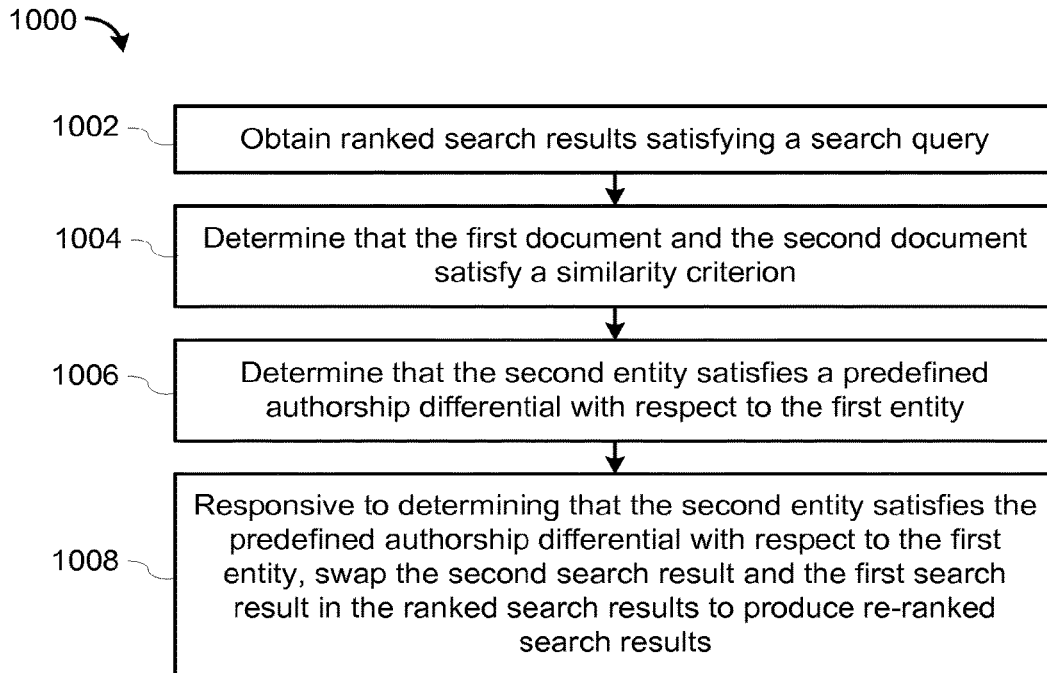 1000
1002
Obtain ranked search results satisfying a search query
1004
Determine that the first document and the second document
satisfy a similarity criterion
1006
Determine that the second entity satisfies a predefined
authorship differential with respect to the first entity
1008
Responsive to determining that the second entity satisfies the
predefined authorship differential with respect to the first
entity, swap the second search result and the first search
result in the ranked search results to produce re-ranked
search results